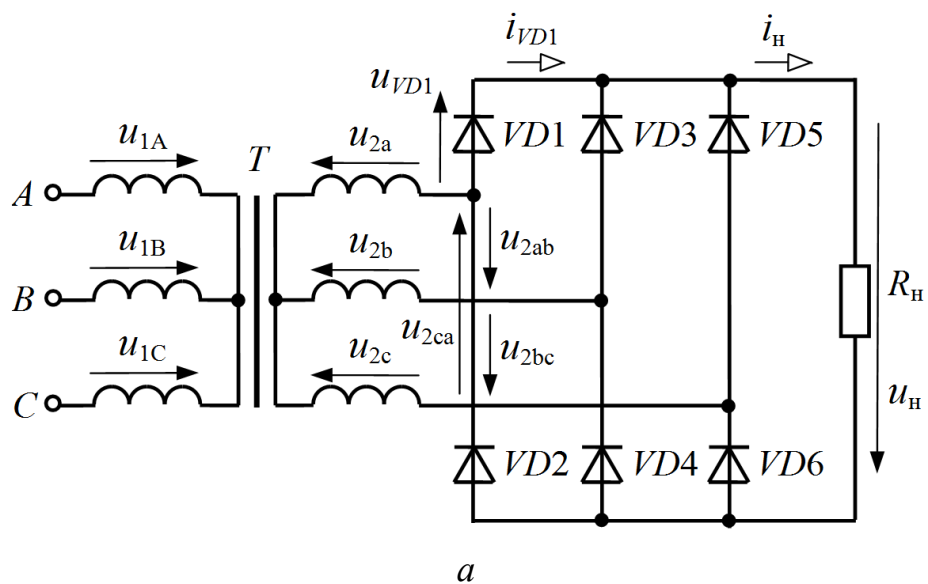 i_VD1 i_н
u_VD1
VD1 VD3 VD5
u_1A T u_2a
A
u_1B u_2b u_2ab
B
R_н
u_2ca
u_1C u_2c u_2bc
C
u_н
VD2 VD4 VD6
a